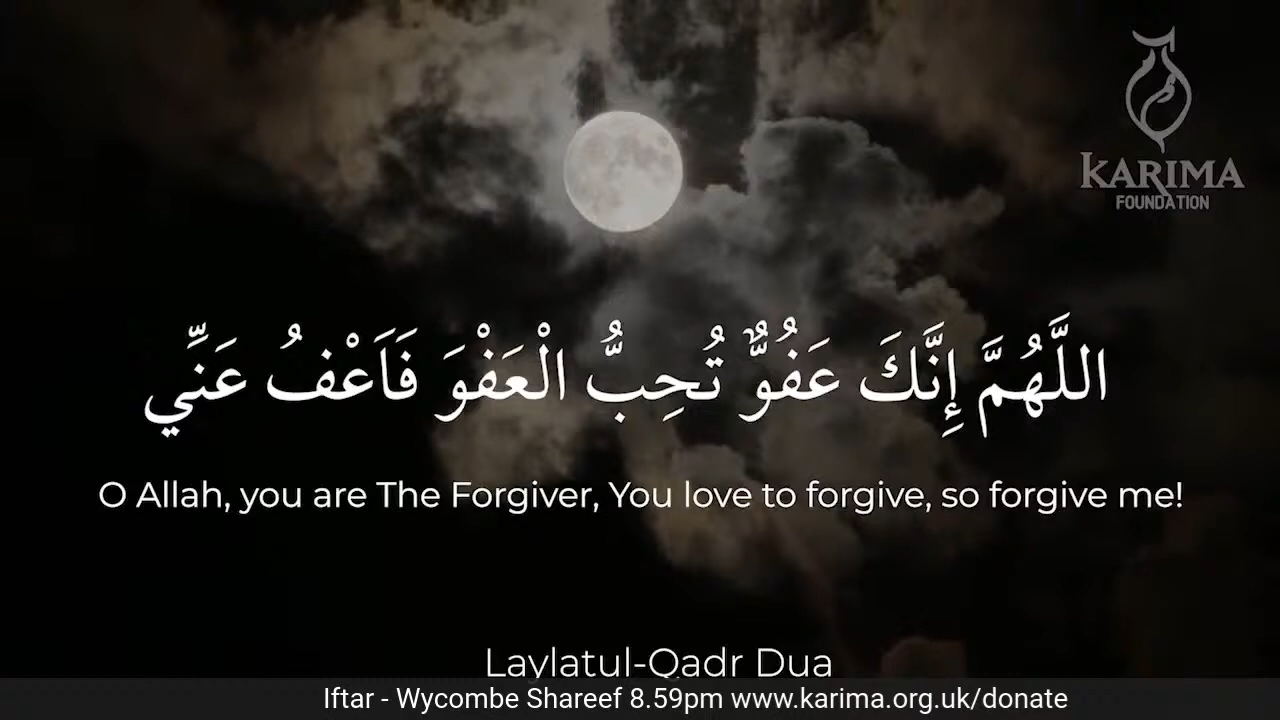 KARIMA
FOUNDATION
اللَّهُمَّ إِنَّكَ عَفُوٌّ تُحِبُّ الْعَفْوَ فَاَعْفُ عَنِّي
O Allah, you are The Forgiver, You love to forgive, so forgive me!
Laylatul-Qadr Dua
Iftar - Wycombe Shareef 8.59pm www.karima.org.uk/donate